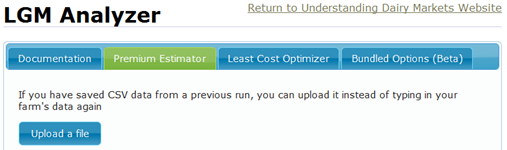 LGM Analyzer
Return to Understanding Dairy Markets Website
Documentation
Premium Estimator
Least Cost Optimizer
Bundled Options (Beta)
If you have saved CSV data from a previous run, you can upload it instead of typing in your
farm's data again
Upload a file